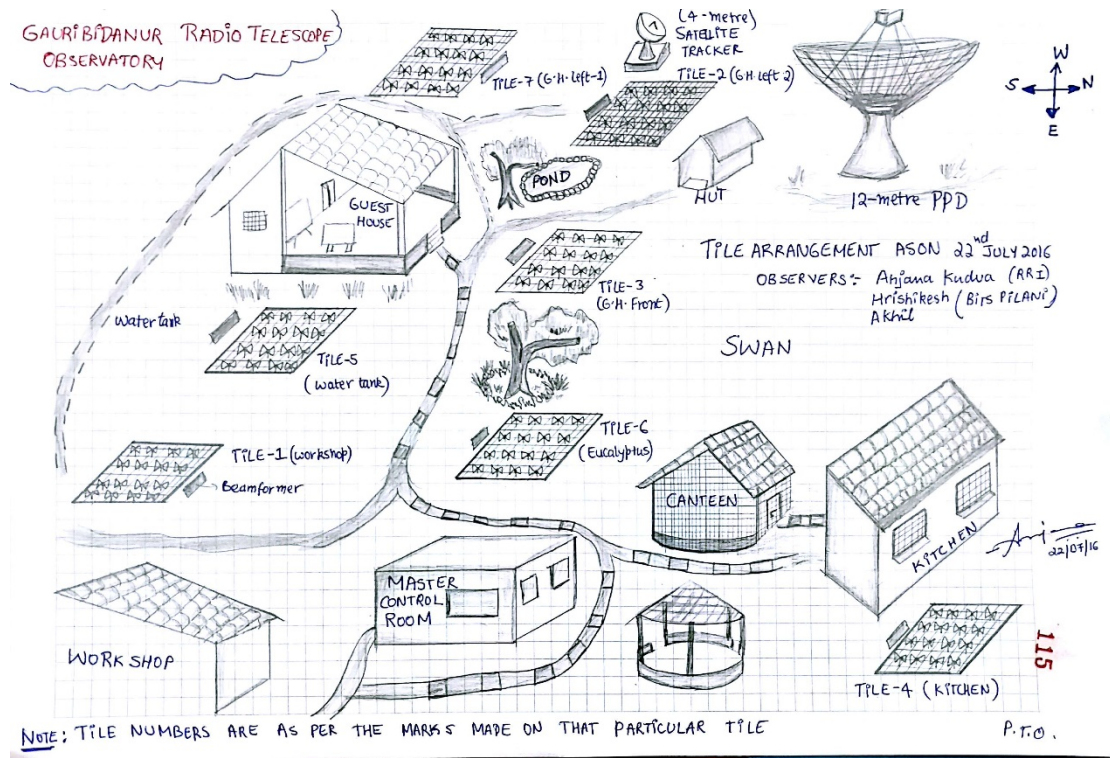 GAURIBIDANUR RADIO TELESCOPE
OBSERVATORY
(4-metre)
SATELITE
TRACKER
TILE-7 (G·H·left-1)
TILE-2 (G·H·left 2)
W
S
N
E
POND
HUT
12-metre PPD
GUEST
HOUSE
TILE ARRANGEMENT AS ON 22nd JULY 2016
OBSERVERS:- Anjana Kudva (RRI)
Hrishikesh (BITS PILANI)
Akhil
TILE-3
(G·H·Front)
Water tank
TILE-5
(water tank)
SWAN
TILE-6
(Eucalyptus)
TILE-1 (workshop)
Beamformer
CANTEEN
KITCHEN
22/07/16
MASTER
CONTROL
ROOM
WORKSHOP
115
TILE-4 (KITCHEN)
NOTE: TILE NUMBERS ARE AS PER THE MARKS MADE ON THAT PARTICULAR TILE
P.T.O.